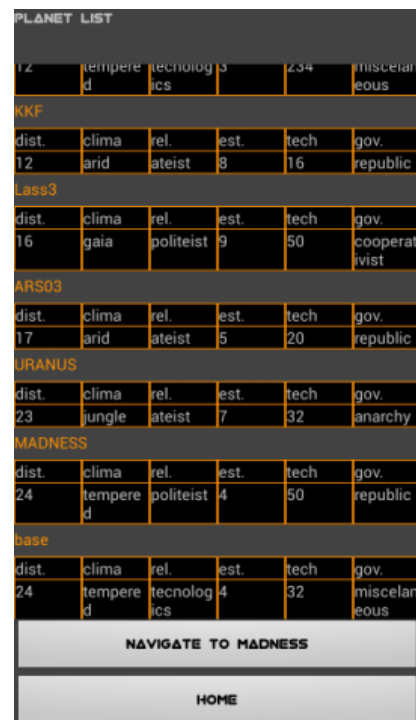 PLANET LIST
12 tempere tecnolog 3 234 miscelan
d ics eous
KKF
dist. clima rel. est. tech gov.
12 arid ateist 8 16 republic
Lass3
dist. clima rel. est. tech gov.
16 gaia politeist 9 50 cooperat
ivist
ARS03
dist. clima rel. est. tech gov.
17 arid ateist 5 20 republic
URANUS
dist. clima rel. est. tech gov.
23 jungle ateist 7 32 anarchy
MADNESS
dist. clima rel. est. tech gov.
24 tempere politeist 4 50 republic
d
base
dist. clima rel. est. tech gov.
24 tempere tecnolog 4 32 miscelan
d ics eous
NAVIGATE TO MADNESS
HOME